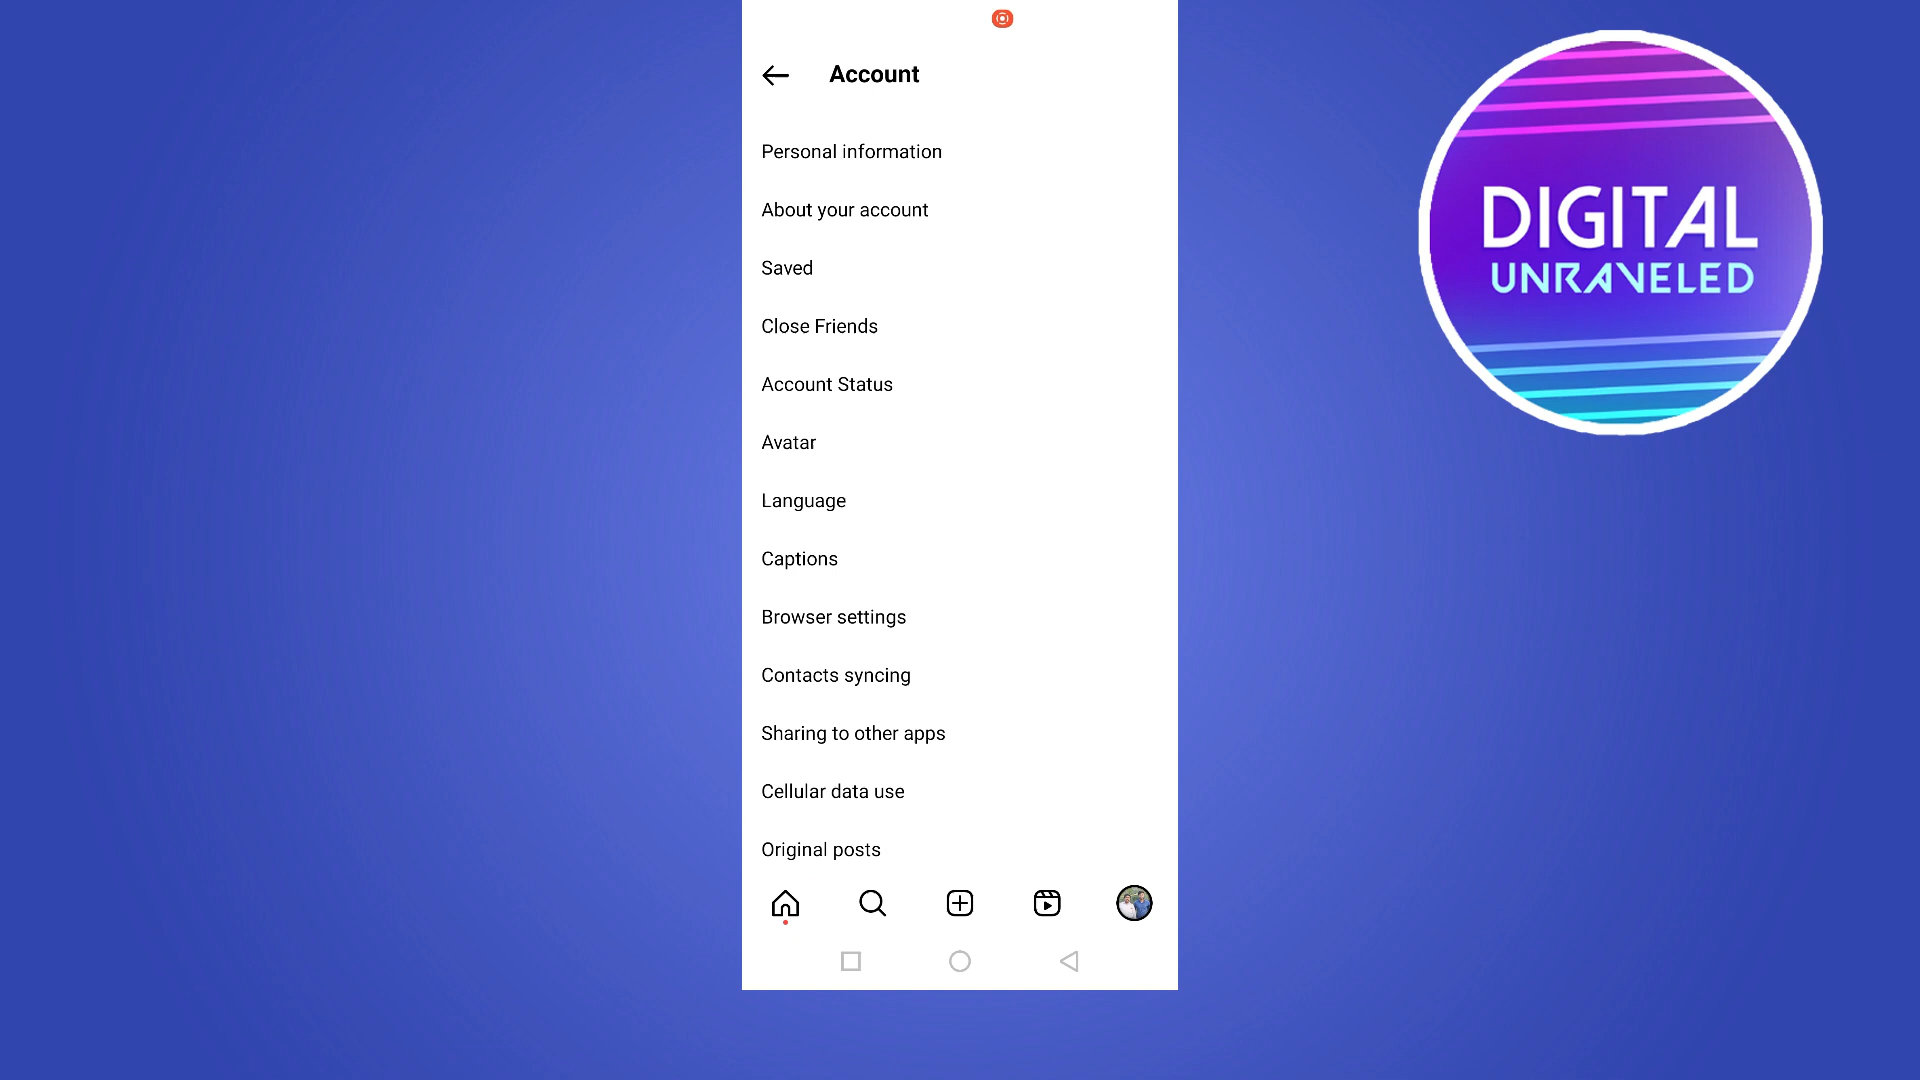 Account
Personal information
About your account
Saved
Close Friends
Account Status
Avatar
Language
Captions
Browser settings
Contacts syncing
Sharing to other apps
Cellular data use
Original posts
DIGITAL
UNRAVELED